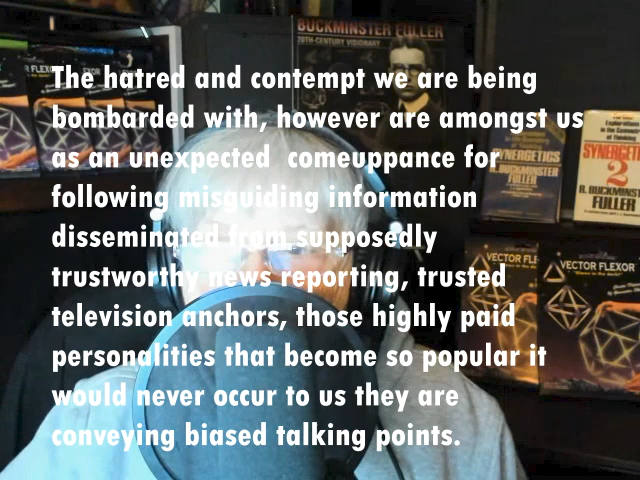 BUCKMINSTER FULLER
20TH-CENTURY VISIONARY
The hatred and contempt we are being
bombarded with, however are amongst us
as an unexpected  comeuppance for
following misguiding information
disseminated from supposedly
trustworthy news reporting, trusted
television anchors, those highly paid
personalities that become so popular it
would never occur to us they are
conveying biased talking points.
SYNERGETICS
BUCKMINSTER
FULLER
SYNERGETICS
2
R. BUCKMINSTER
FULLER
VECTOR FLE
VECTOR FLEXOR